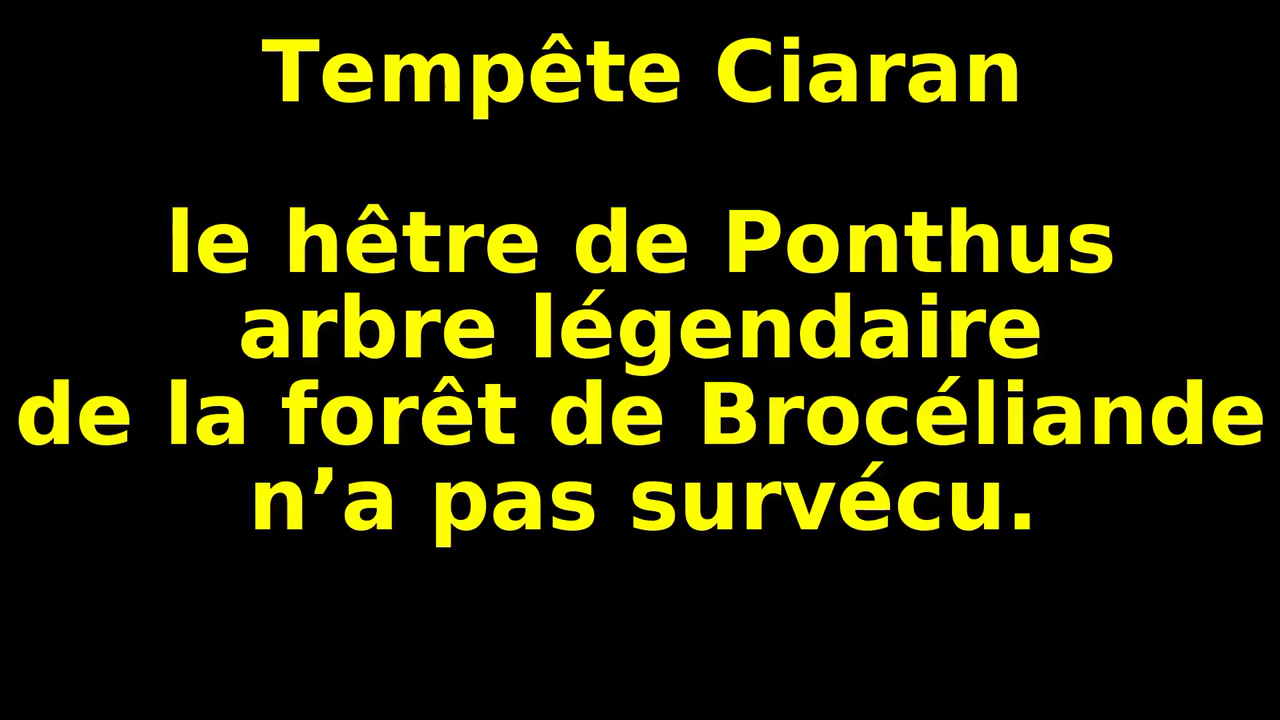 Tempête Ciaran
le hêtre de Ponthus
arbre légendaire
de la forêt de Brocéliande
n’a pas survécu.